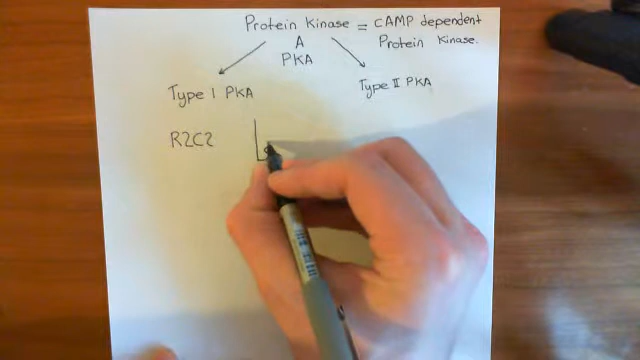 Protein Kinase = cAMP dependent
A Protein Kinase.
PKA
Type I PKA
Type II PKA
R2C2